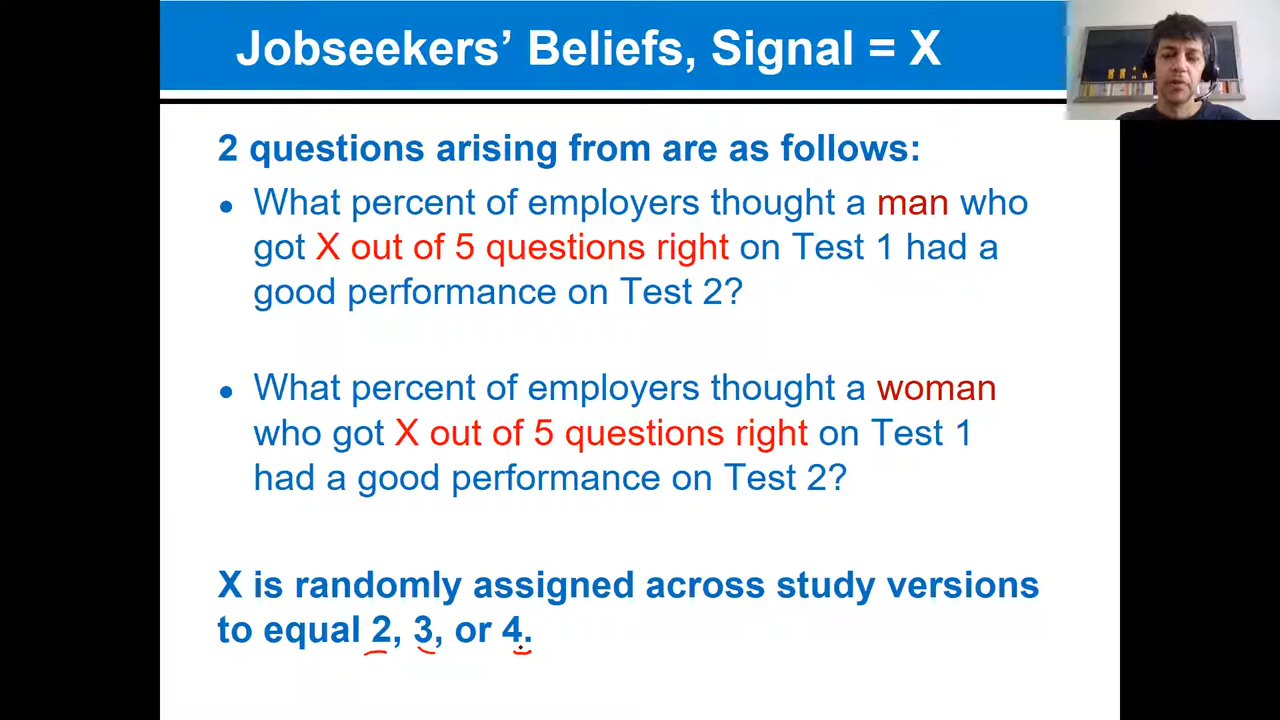 Jobseekers’ Beliefs, Signal = X
2 questions arising from are as follows:
• What percent of employers thought a man who
got X out of 5 questions right on Test 1 had a
good performance on Test 2?
• What percent of employers thought a woman
who got X out of 5 questions right on Test 1
had a good performance on Test 2?
X is randomly assigned across study versions
to equal 2, 3, or 4.